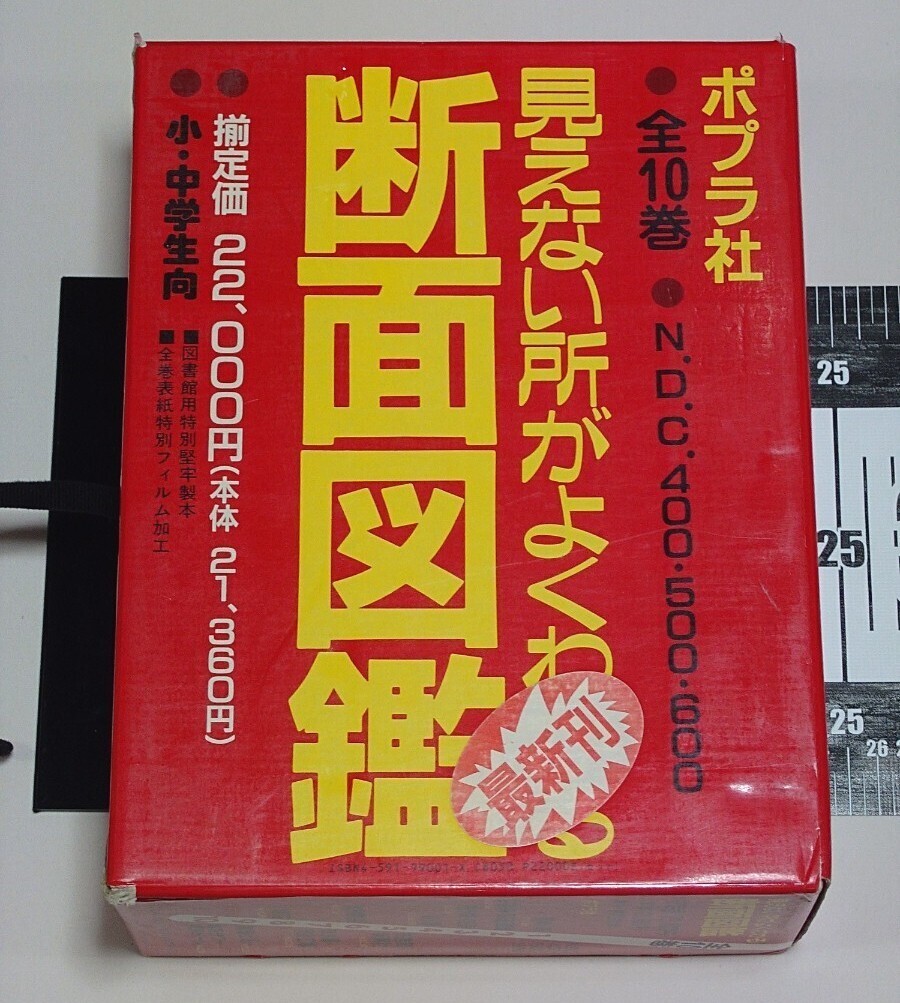 ポプラ社
●全10巻 ●N.D.C.400・500・600
見えない所がよくわかる
断面図鑑
最新刊
●揃定価 22,000円(本体 21,360円)
●小・中学生向
■図書館用特別堅牢製本
■全巻表紙特別フィルム加工
25
25
25
26